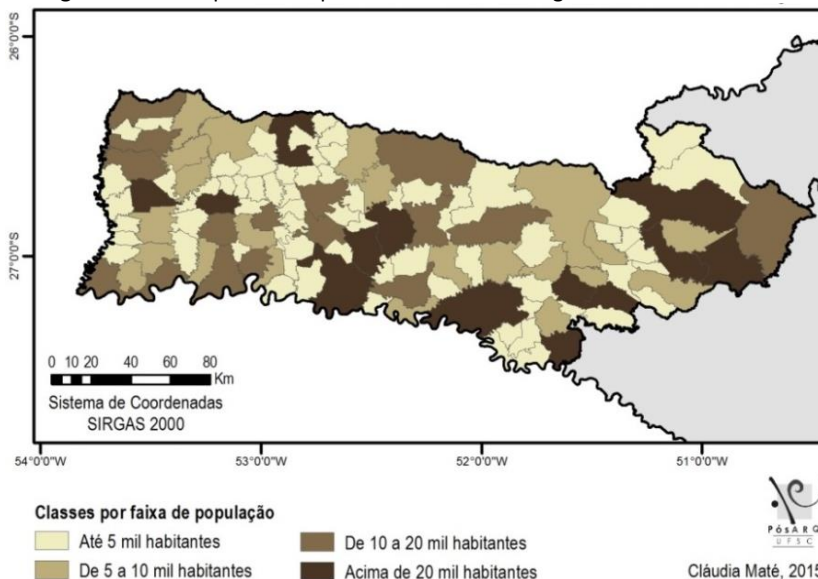 26°0'0"S
27°0'0"S
0 10 20 40 60 80
Km
Sistema de Coordenadas
SIRGAS 2000
54°0'0"W 53°0'0"W 52°0'0"W 51°0'0"W
Classes por faixa de população
Até 5 mil habitantes
De 10 a 20 mil habitantes
De 5 a 10 mil habitantes
Acima de 20 mil habitantes
PósARQ
UFSC
Cláudia Maté, 2015